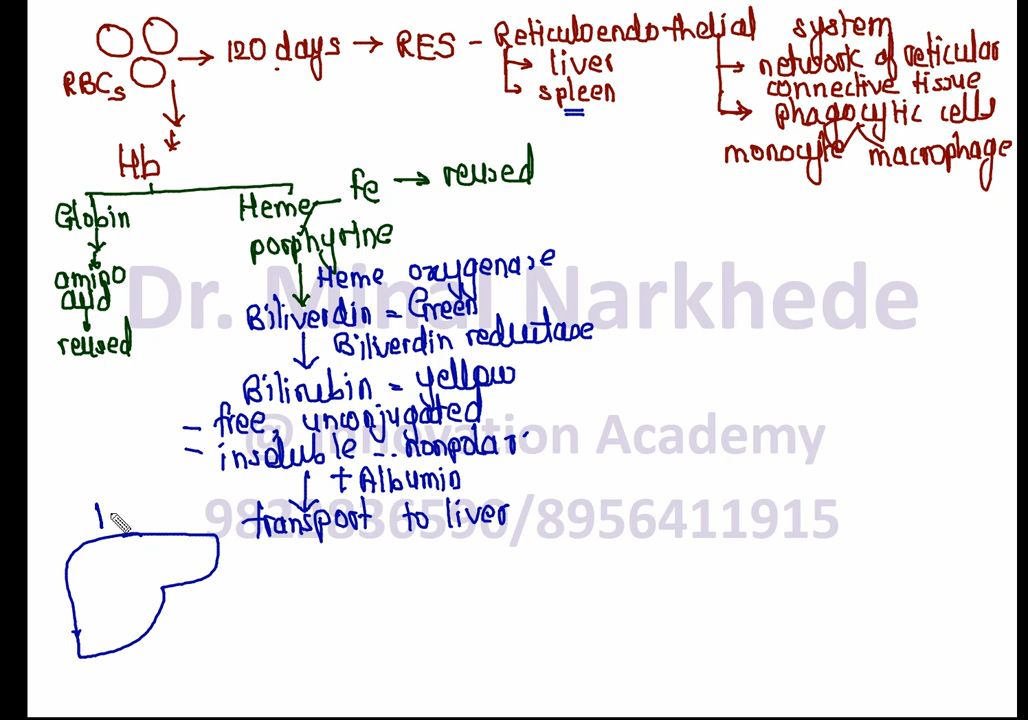 RBCs → 120 days → RES - Reticuloendothelial system
→ liver
→ spleen
→ network of reticular
connective tissue
→ phagocytic cells
monocyte macrophage
Hb
Globin
amino
acid
reused
Heme
Fe → reused
porphyrine
Heme oxygenase
Biliverdin = Green
Bilverdin reductase
Bilirubin = yellow
- free, unconjugated
- insoluble - nonpolar
+ Albumin
transport to liver
Dr. Minal Narkhede
@ Innovation Academy
/8956411915